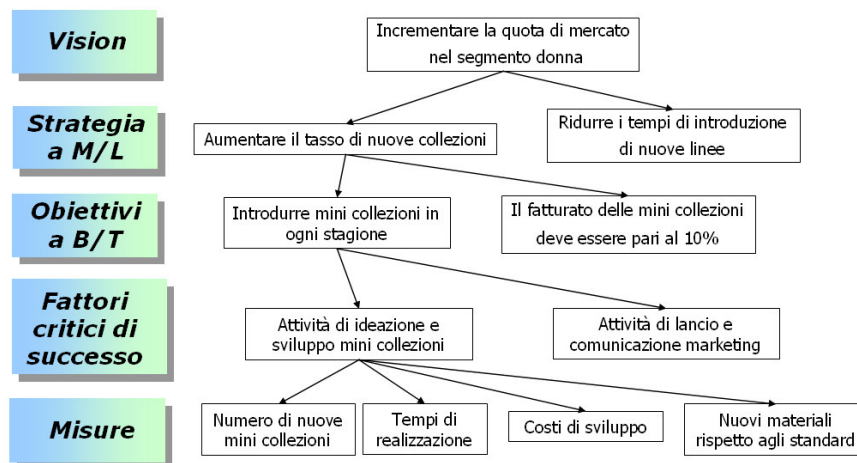 Vision
Incrementare la quota di mercato
nel segmento donna
Strategia
a M/L
Aumentare il tasso di nuove collezioni
Ridurre i tempi di introduzione
di nuove linee
Obiettivi
a B/T
Introdurre mini collezioni in
ogni stagione
Il fatturato delle mini collezioni
deve essere pari al 10%
Fattori
critici di
successo
Attività di ideazione e
sviluppo mini collezioni
Attività di lancio e
comunicazione marketing
Misure
Numero di nuove
mini collezioni
Tempi di
realizzazione
Costi di sviluppo
Nuovi materiali
rispetto agli standard